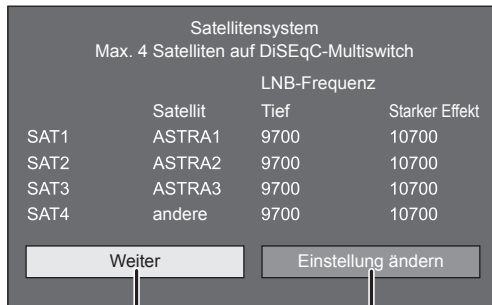 Satellitensystem
Max. 4 Satelliten auf DiSEqC-Multiswitch
LNB-Frequenz
Satellit Tief Starker Effekt
SAT1 ASTRA1 9700 10700
SAT2 ASTRA2 9700 10700
SAT3 ASTRA3 9700 10700
SAT4 andere 9700 10700
Weiter Einstellung ändern